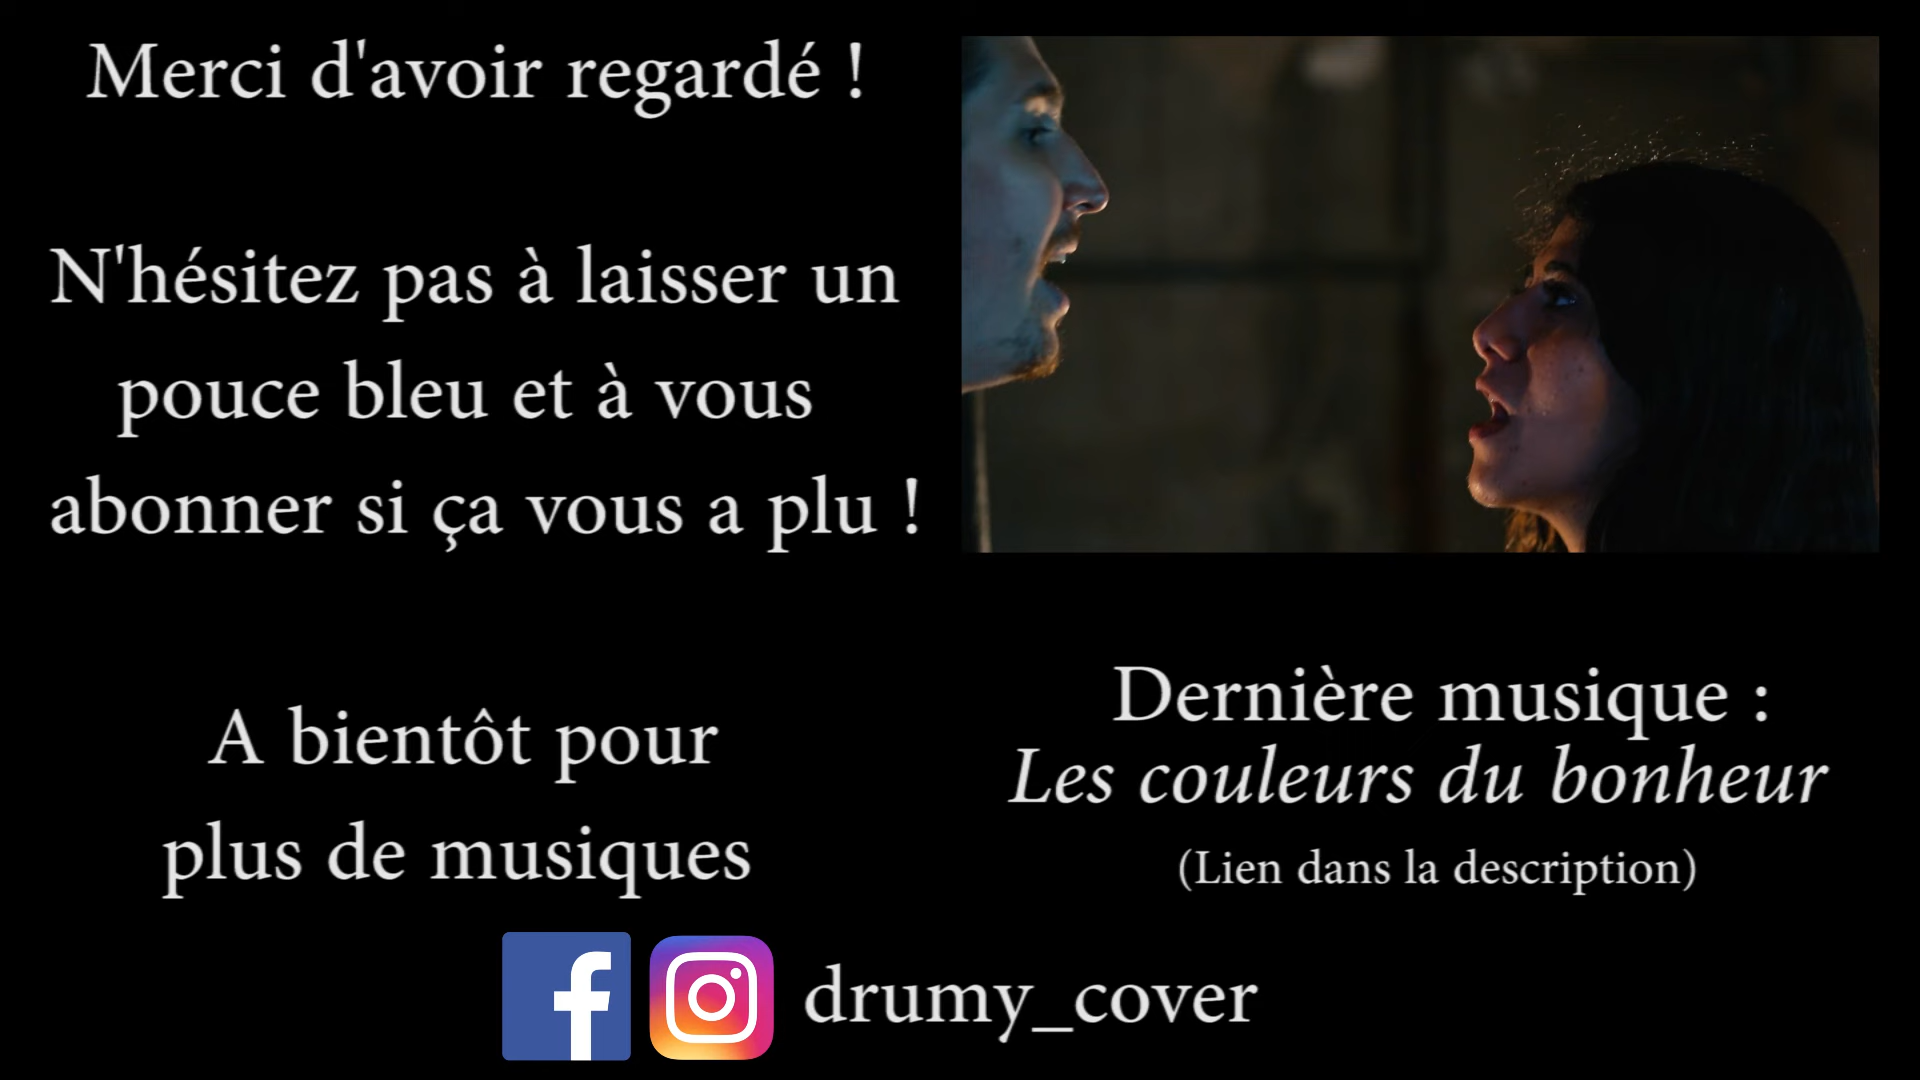 Merci d'avoir regardé !
N'hésitez pas à laisser un
pouce bleu et à vous
abonner si ça vous a plu !
A bientôt pour
plus de musiques
Dernière musique :
Les couleurs du bonheur
(Lien dans la description)
drumy_cover